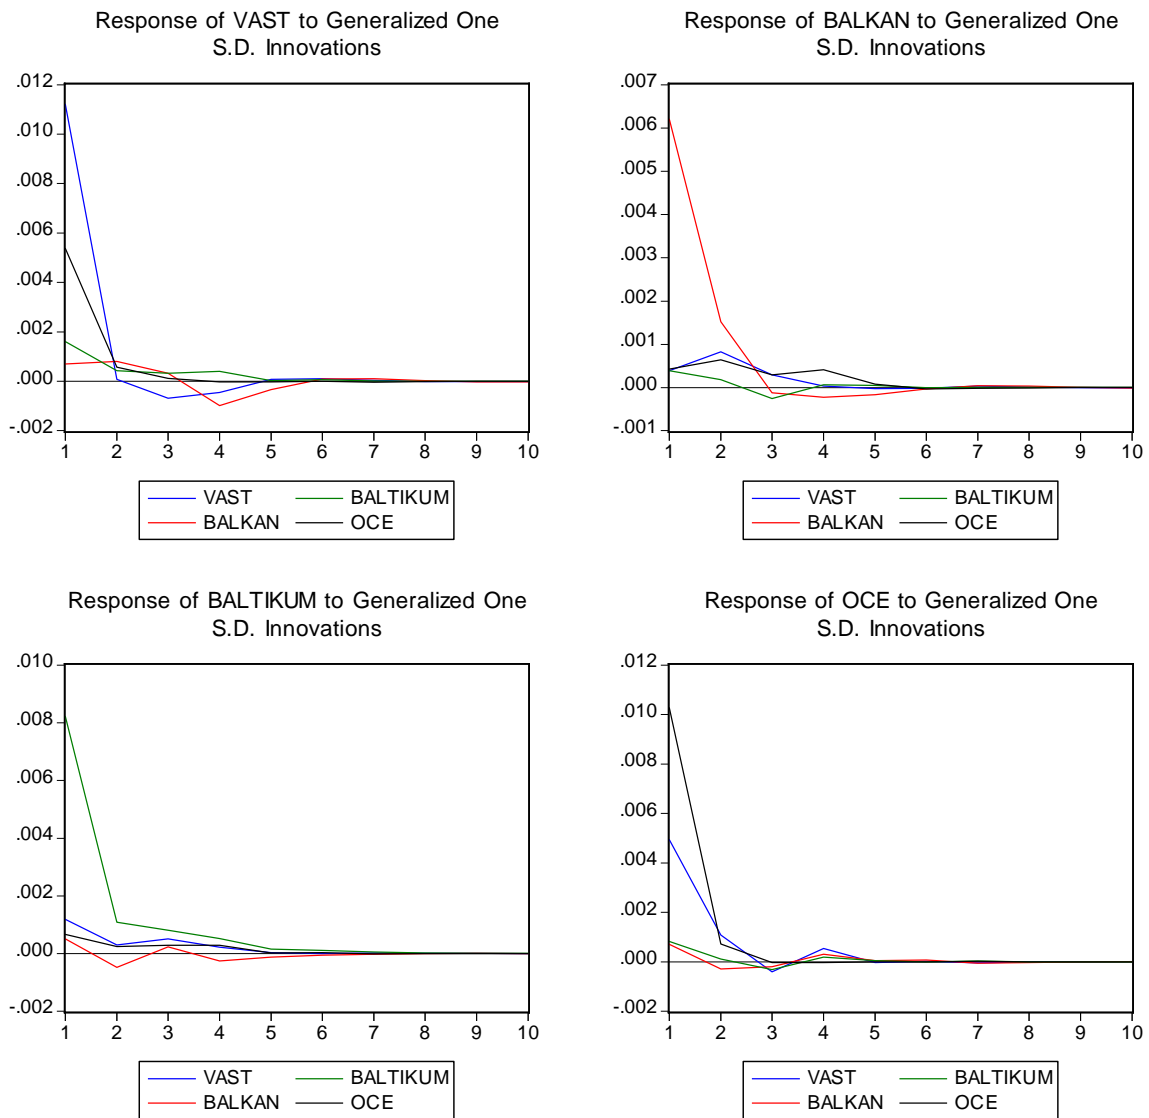 Response of VAST to Generalized One
S.D. Innovations
.012
.010
.008
.006
.004
.002
.000
-.002
1 2 3 4 5 6 7 8 9 10
VAST BALTIKUM
BALKAN OCE
Response of BALKAN to Generalized One
S.D. Innovations
.007
.006
.005
.004
.003
.002
.001
.000
-.001
1 2 3 4 5 6 7 8 9 10
VAST BALTIKUM
BALKAN OCE
Response of BALTIKUM to Generalized One
S.D. Innovations
.010
.008
.006
.004
.002
.000
-.002
1 2 3 4 5 6 7 8 9 10
VAST BALTIKUM
BALKAN OCE
Response of OCE to Generalized One
S.D. Innovations
.012
.010
.008
.006
.004
.002
.000
-.002
1 2 3 4 5 6 7 8 9 10
VAST BALTIKUM
BALKAN OCE